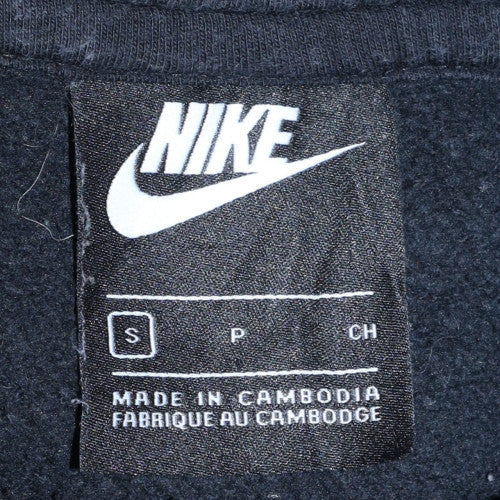 NIKE
S P CH
MADE IN CAMBODIA
FABRIQUE AU CAMBODGE